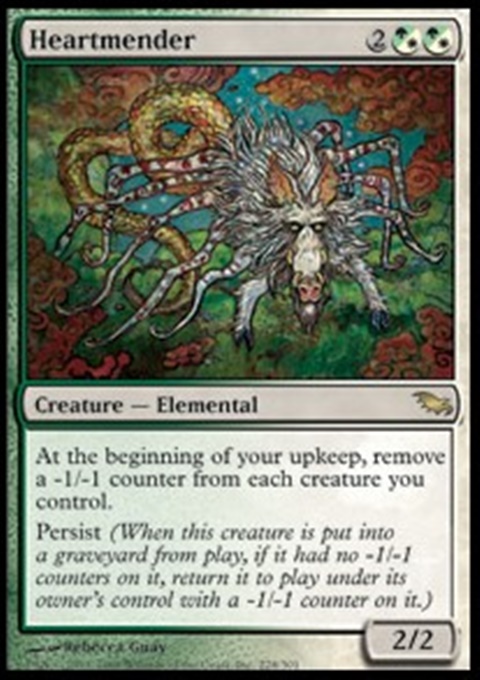 Heartmender 2
Creature — Elemental
At the beginning of your upkeep, remove
a -1/-1 counter from each creature you
control.
Persist (When this creature is put into
a graveyard from play, if it had no -1/-1
counters on it, return it to play under its
owner's control with a -1/-1 counter on it.)
Rebecca Guay
2/2